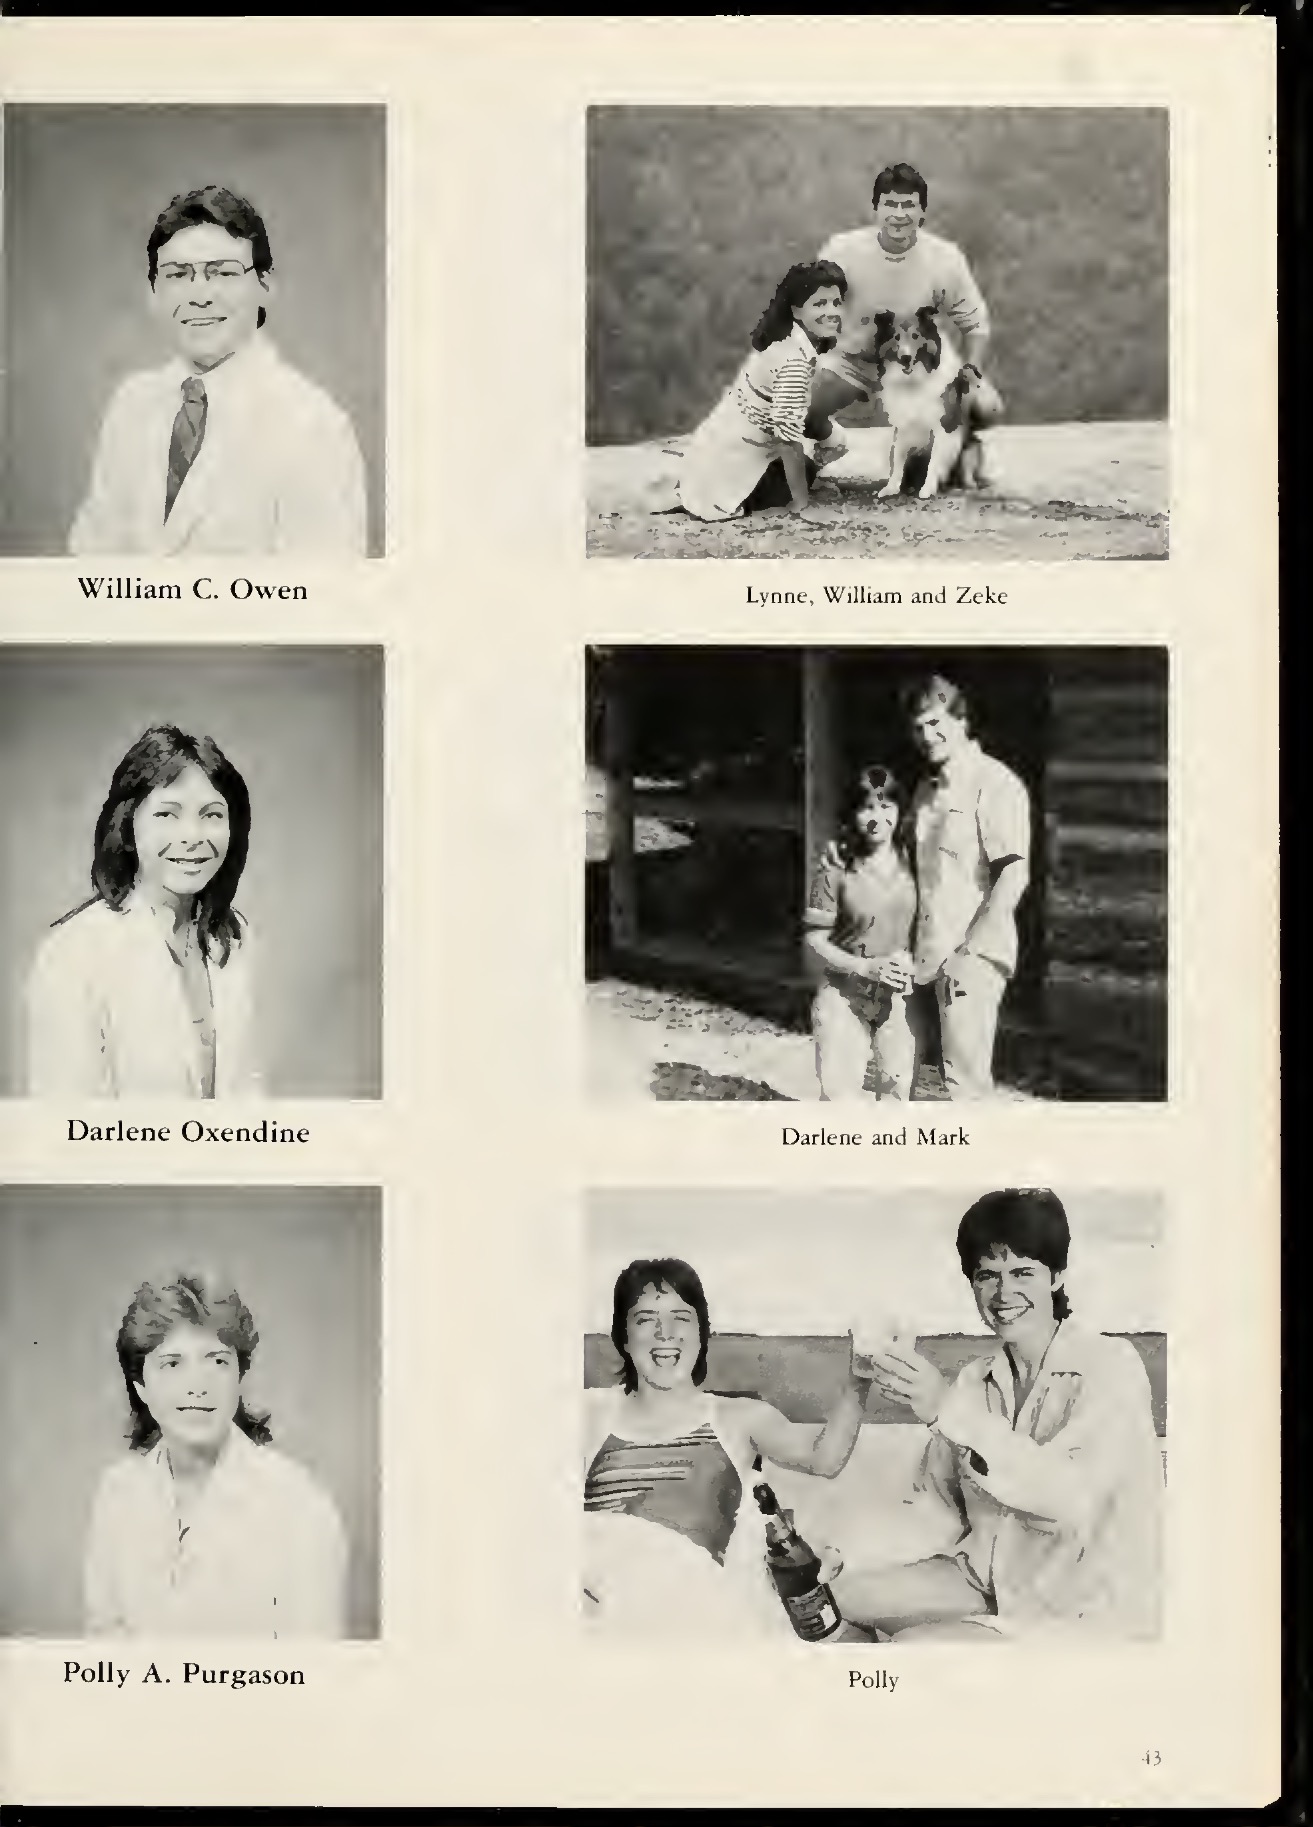 William C. Owen
Lynne, William and Zeke
Darlene Oxendine
Darlene and Mark
Polly A. Purgason
Polly
43